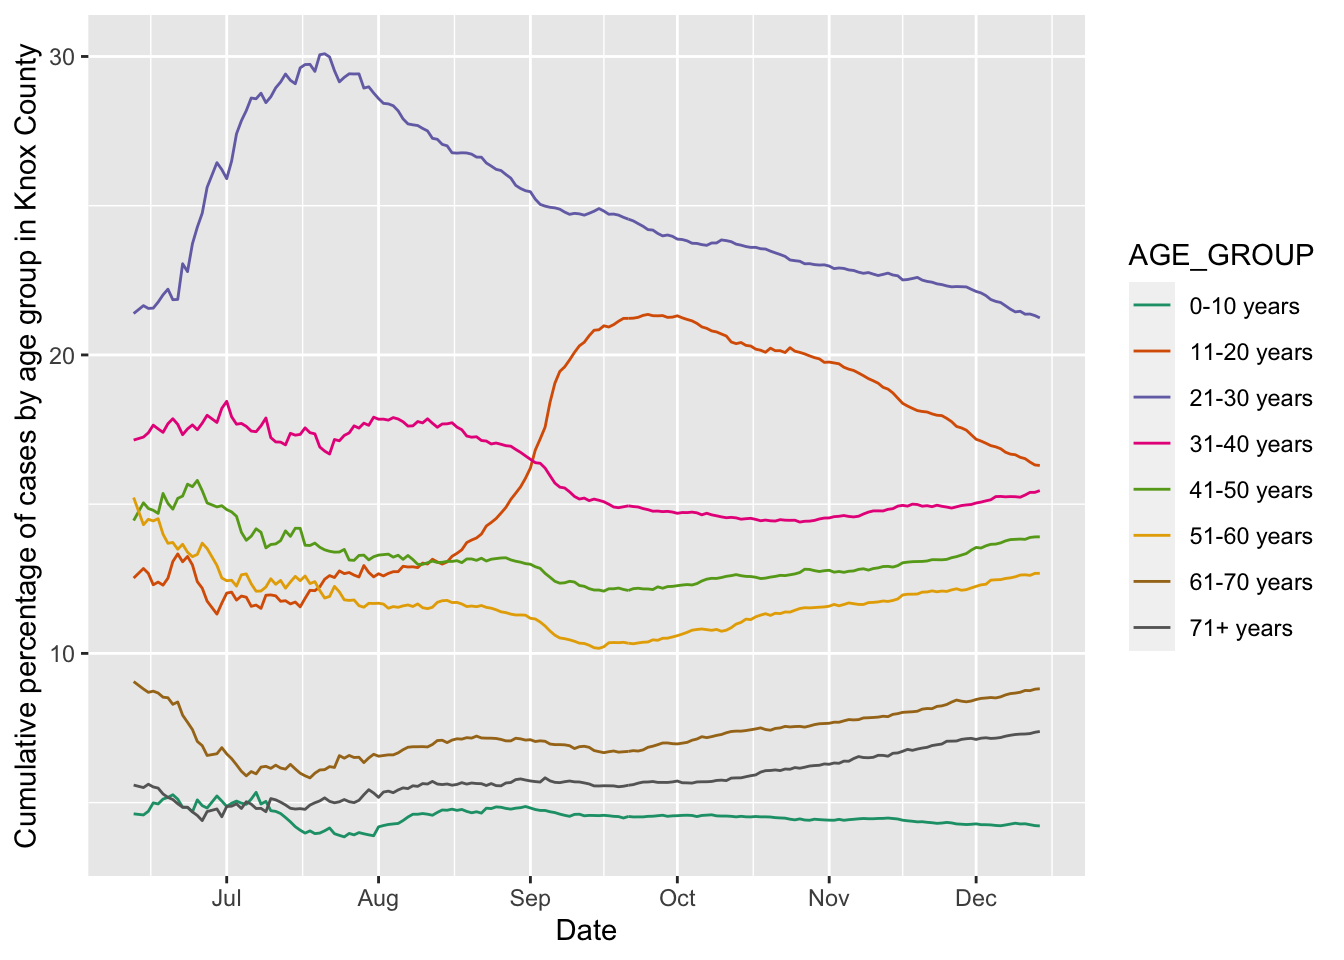 Cumulative percentage of cases by age group in Knox County
30
20
10
Jul
Aug
Sep
Oct
Nov
Dec
Date
AGE_GROUP
0-10 years
11-20 years
21-30 years
31-40 years
41-50 years
51-60 years
61-70 years
71+ years